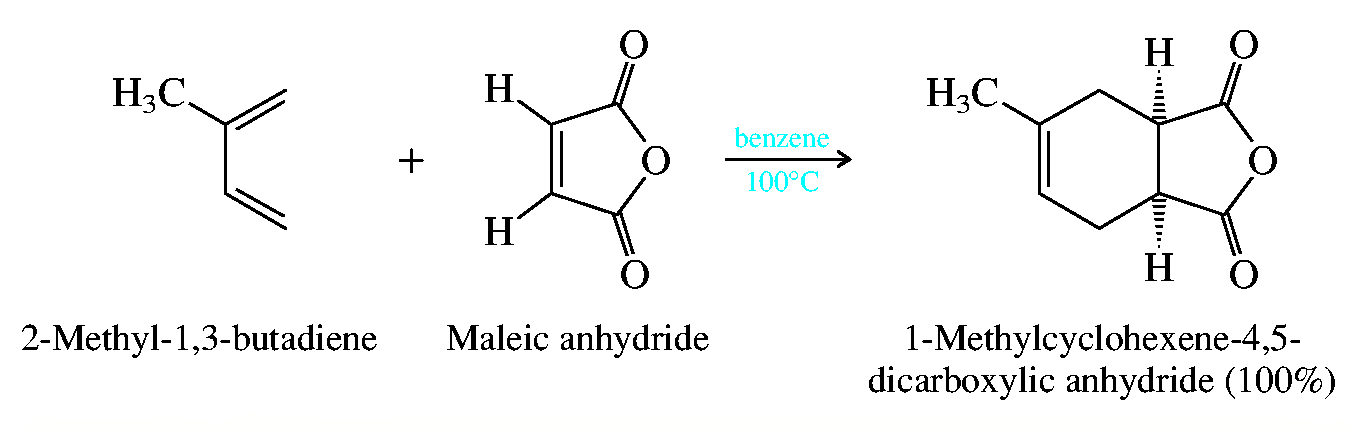 H₃C
+
H
H
O
O
O
benzene
100°C
H₃C
H
H
O
O
O
2-Methyl-1,3-butadiene
Maleic anhydride
1-Methylcyclohexene-4,5-
dicarboxylic anhydride (100%)